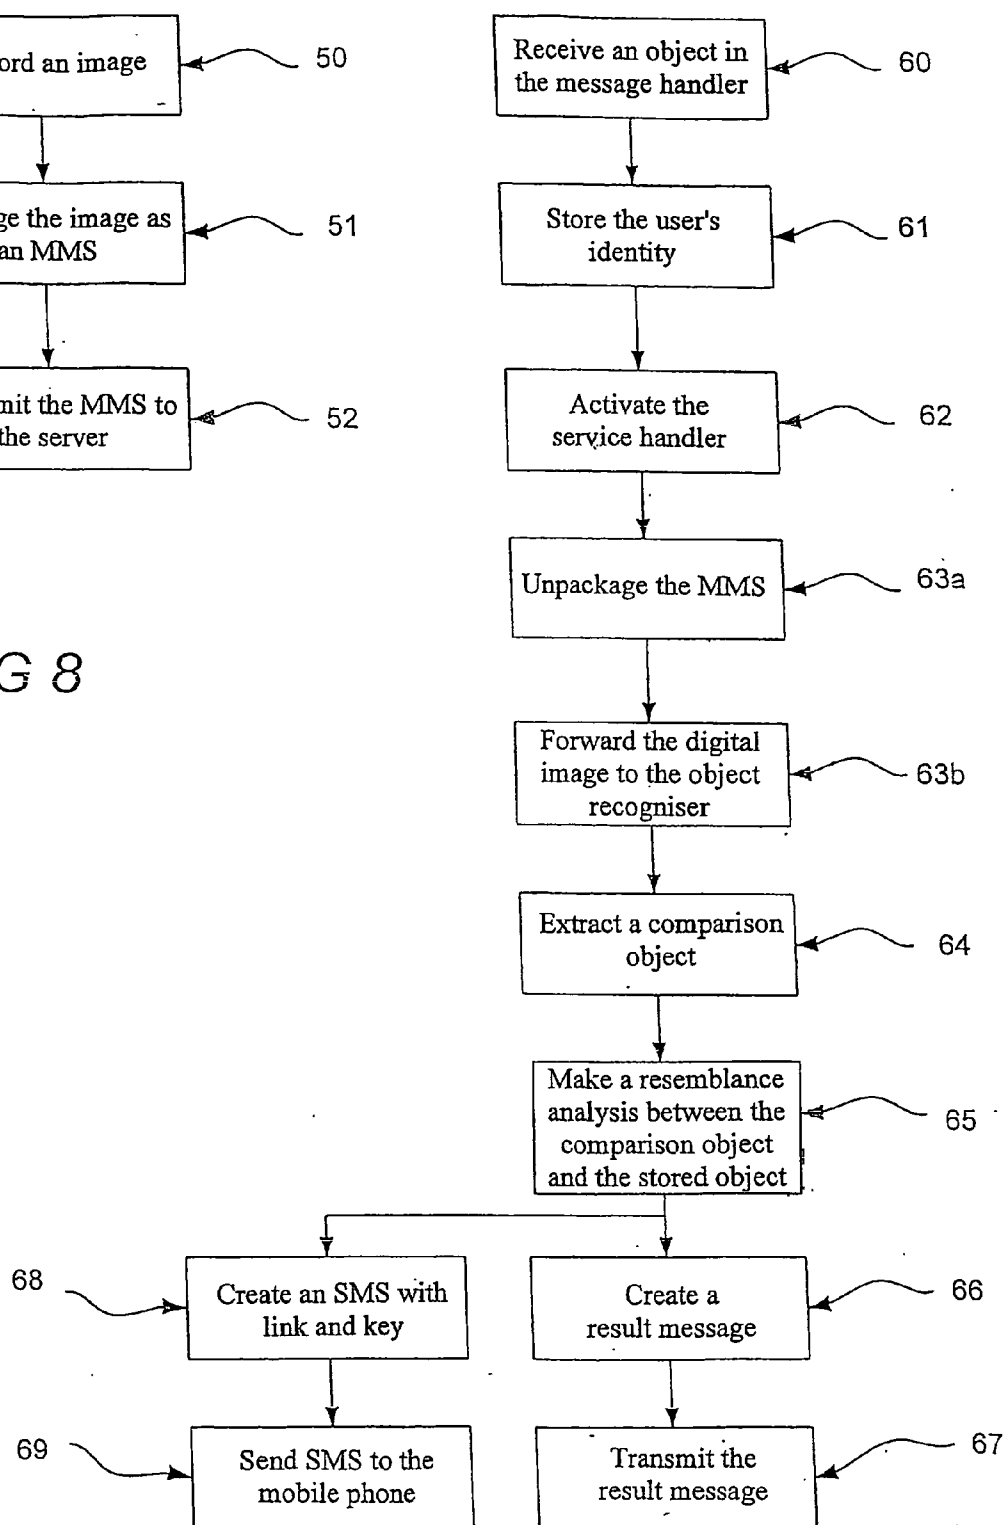 ord an image
50
ge the image as
an MMS
51
mit the MMS to
the server
52
G 8
Receive an object in
the message handler
60
Store the user's
identity
61
Activate the
service handler
62
Unpackage the MMS
63a
Forward the digital
image to the object
recogniser
63b
Extract a comparison
object
64
Make a resemblance
analysis between the
comparison object
and the stored object
65
68
Create an SMS with
link and key
Create a
result message
66
69
Send SMS to the
mobile phone
Transmit the
result message
67